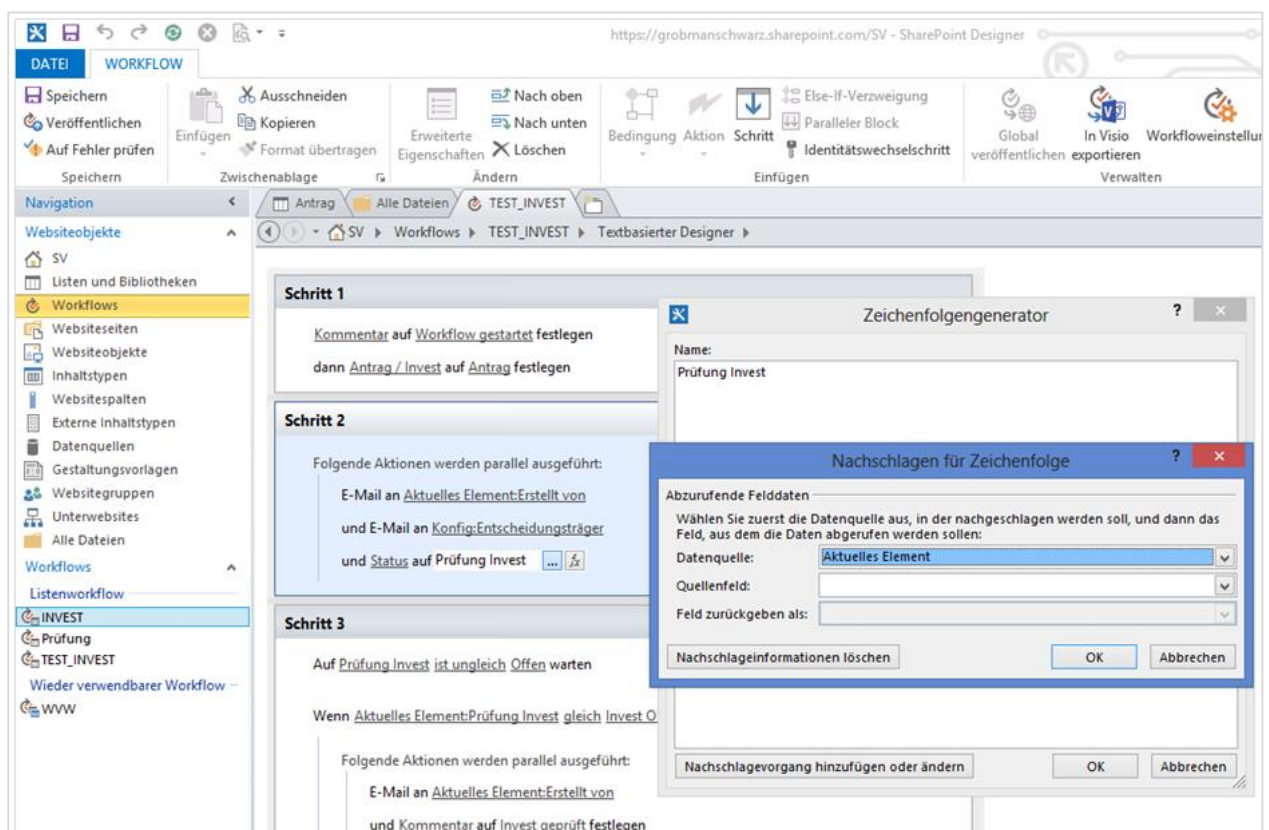 https://grobmanschwarz.sharepoint.com/SV - SharePoint Designer
DATEI WORKFLOW
Speichern
Veröffentlichen
Auf Fehler prüfen
Speichern
Einfügen
Ausschneiden
Kopieren
Format übertragen
Zwischenablage
Erweiterte
Eigenschaften
Nach oben
Nach unten
Löschen
Ändern
Bedingung Aktion Schritt
Else-If-Verzweigung
Paralleler Block
Identitätswechselschritt
Einfügen
Global
veröffentlichen
In Visio
exportieren
Workfloweinstellu
Verwalten
Navigation
Websiteobjekte
SV
Listen und Bibliotheken
Workflows
Websiteseiten
Websiteobjekte
Inhaltstypen
Websitespalten
Externe Inhaltstypen
Datenquellen
Gestaltungsvorlagen
Websitegruppen
Unterwebsites
Alle Dateien
Workflows
Listenworkflow
INVEST
Prüfung
TEST_INVEST
Wieder verwendbarer Workflow
WVW
Antrag Alle Dateien TEST_INVEST
SV Workflows TEST_INVEST Textbasierter Designer
Schritt 1
Kommentar auf Workflow gestartet festlegen
dann Antrag / Invest auf Antrag festlegen
Schritt 2
Folgende Aktionen werden parallel ausgeführt:
E-Mail an Aktuelles Element:Erstellt von
und E-Mail an Konfig:Entscheidungsträger
und Status auf Prüfung Invest ... fx
Schritt 3
Auf Prüfung Invest ist ungleich Offen warten
Wenn Aktuelles Element:Prüfung Invest gleich Invest O
Folgende Aktionen werden parallel ausgeführt:
E-Mail an Aktuelles Element:Erstellt von
und Kommentar auf Invest geprüft festlegen
Zeichenfolgengenerator ?
Name:
Prüfung Invest
Nachschlagen für Zeichenfolge ?
Abzurufende Felddaten
Wählen Sie zuerst die Datenquelle aus, in der nachgeschlagen werden soll, und dann das
Feld, aus dem die Daten abgerufen werden sollen:
Datenquelle: Aktuelles Element
Quellenfeld:
Feld zurückgeben als:
Nachschlageinformationen löschen OK Abbrechen
Nachschlagevorgang hinzufügen oder ändern OK Abbrechen